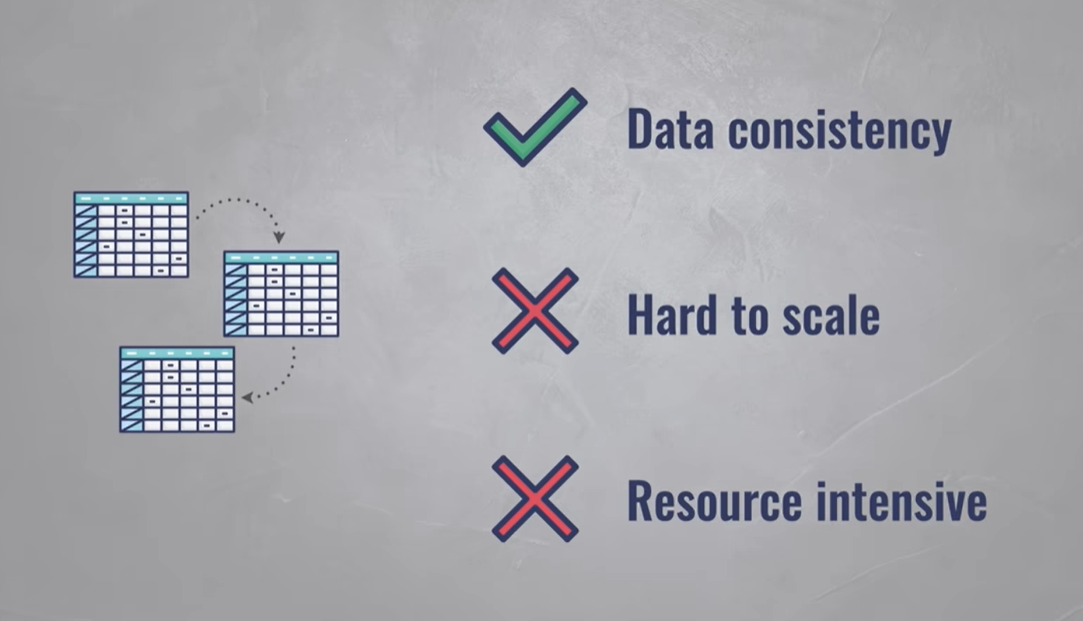 Data consistency
Hard to scale
Resource intensive